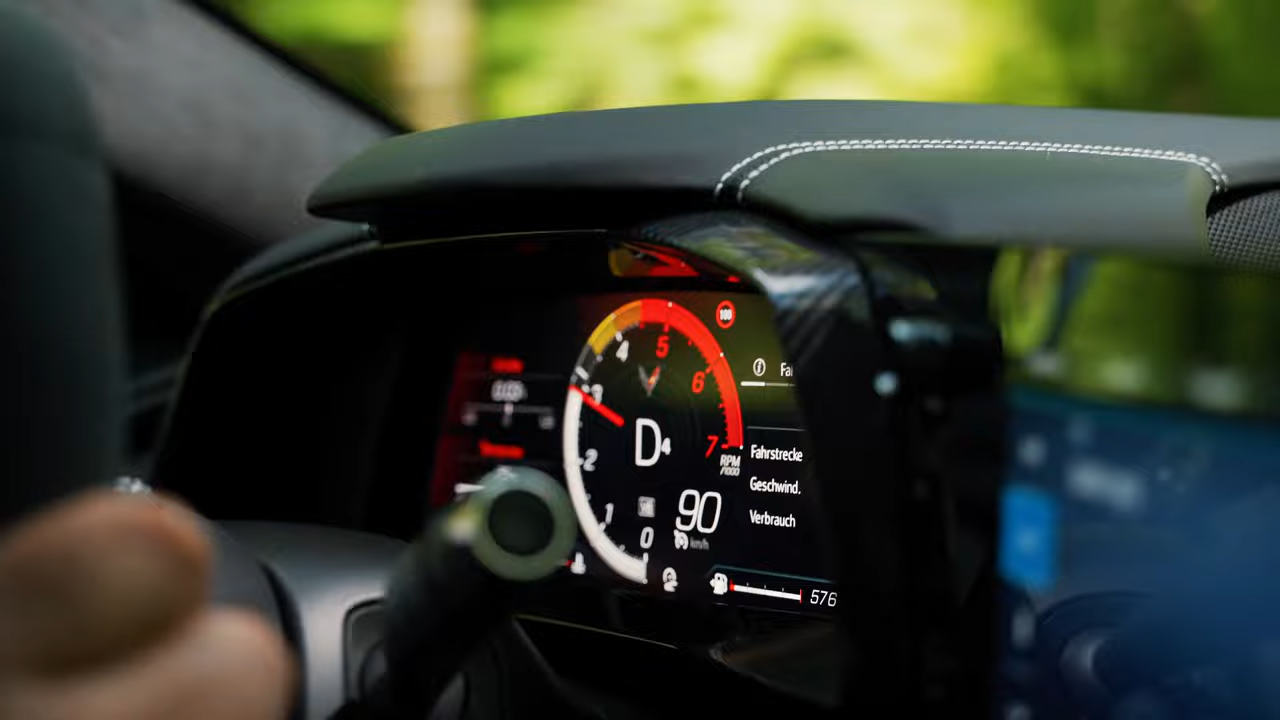 100
4
5
3
6
D4
7
RPM
/1000
2
1
0
90
km/h
Fahrstrecke
Geschwind.
Verbrauch
576